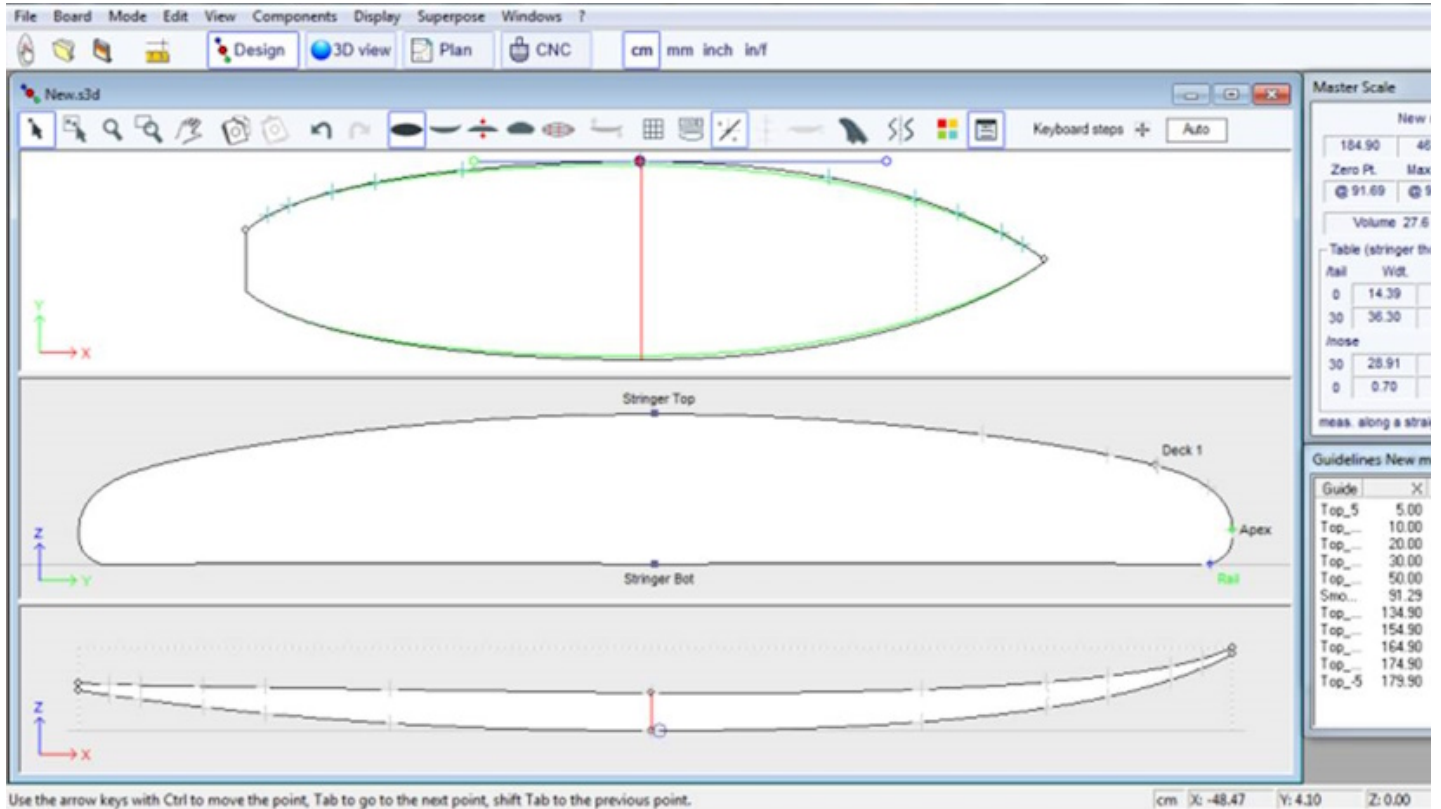 File Board Mode Edit View Components Display Superpose Windows ?
Design 3D view Plan CNC cm mm inch in/f
New.s3d
Keyboard steps Auto
Y
X
Stringer Top
Deck 1
Apex
Z
Y
Stringer Bot
Rail
Z
X
Master Scale
New
184.90 46
Zero Pt. Max
@ 91.69 @ 9
Volume 27.6
Table (stringer th
/tail Wdt.
0 14.39
30 36.30
/nose
30 28.91
0 0.70
meas. along a strai
Guidelines New m
Guide X
Top_5 5.00
Top_... 10.00
Top_... 20.00
Top_... 30.00
Top_... 50.00
Smo... 91.29
Top_... 134.90
Top_... 154.90
Top_... 164.90
Top_... 174.90
Top_-5 179.90
Use the arrow keys with Ctrl to move the point, Tab to go to the next point, shift Tab to the previous point.
cm X: -48.47 Y: 4.10 Z: 0.00